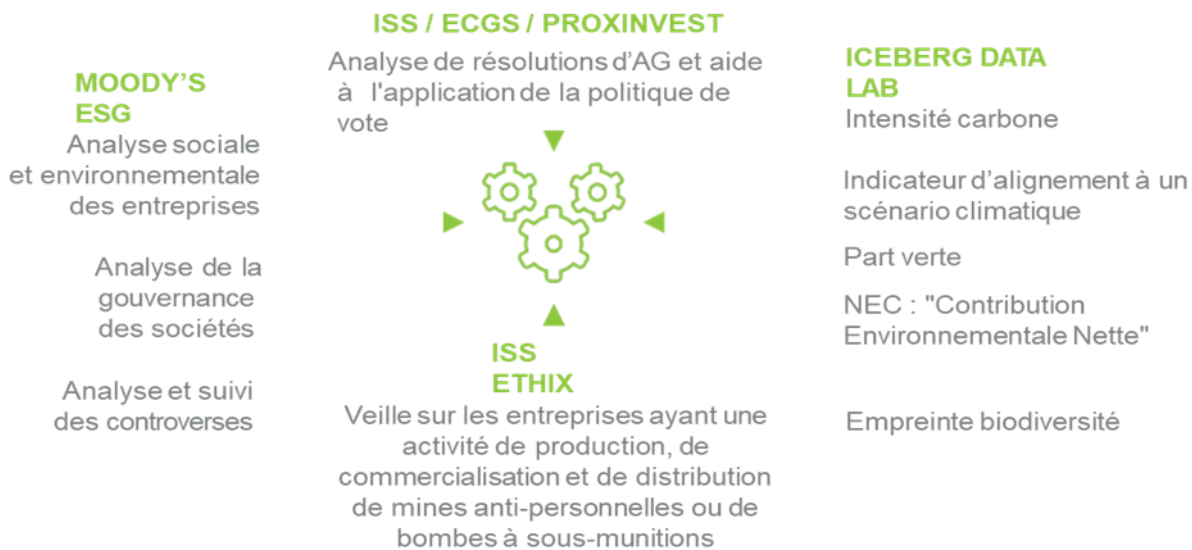 ISS / ECGS / PROXINVEST
Analyse de résolutions d'AG et aide
à l'application de la politique de
vote
MOODY'S
ESG
Analyse sociale
et environnementale
des entreprises
Analyse de la
gouvernance
des sociétés
Analyse et suivi
des controverses
ISS
ETHIX
Veille sur les entreprises ayant une
activité de production, de
commercialisation et de distribution
de mines anti-personnelles ou de
bombes à sous-munitions
ICEBERG DATA
LAB
Intensité carbone
Indicateur d'alignement à un
scénario climatique
Part verte
NEC : "Contribution
Environnementale Nette"
Empreinte biodiversité